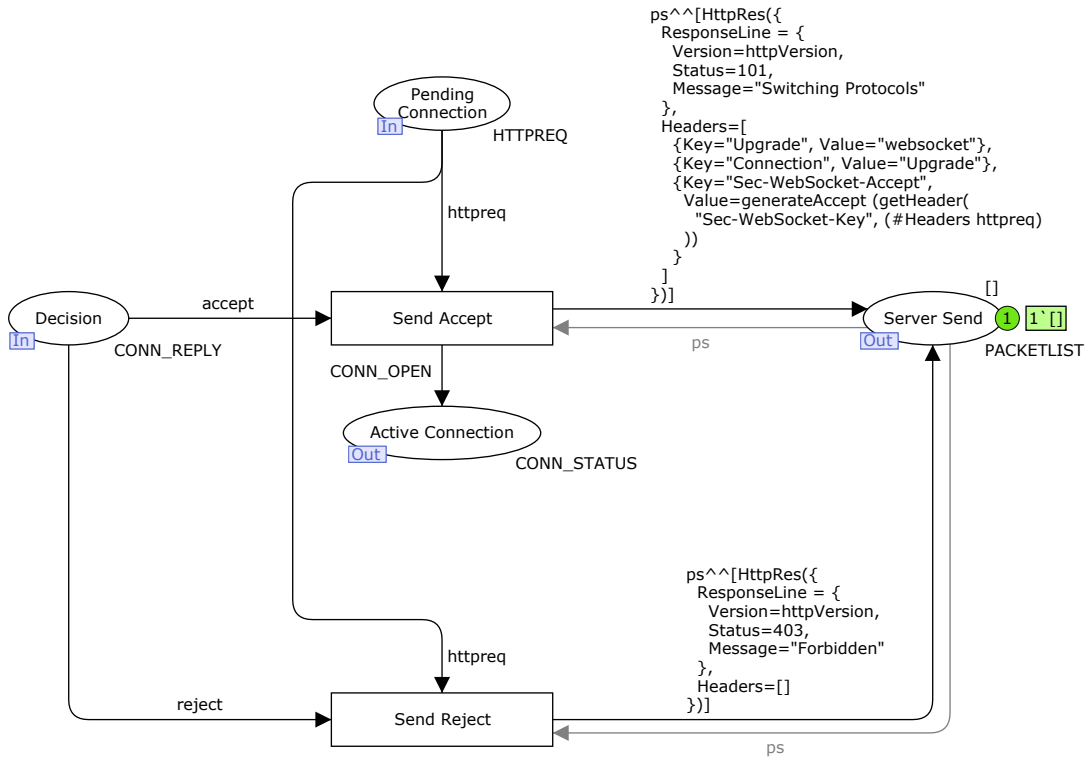 ps^^[HttpRes({
ResponseLine = {
Version=httpVersion,
Status=101,
Message="Switching Protocols"
},
Headers=[
{Key="Upgrade", Value="websocket"},
{Key="Connection", Value="Upgrade"},
{Key="Sec-WebSocket-Accept",
Value=generateAccept (getHeader(
"Sec-WebSocket-Key", (#Headers httpreq)
))
}
]
})]
Pending
Connection
In
HTTPREQ
httpreq
Decision
In
CONN_REPLY
accept
Send Accept
[]
Server Send
Out
1
1`[]
PACKETLIST
ps
CONN_OPEN
Active Connection
Out
CONN_STATUS
ps^^[HttpRes({
ResponseLine = {
Version=httpVersion,
Status=403,
Message="Forbidden"
},
Headers=[]
})]
httpreq
reject
Send Reject
ps